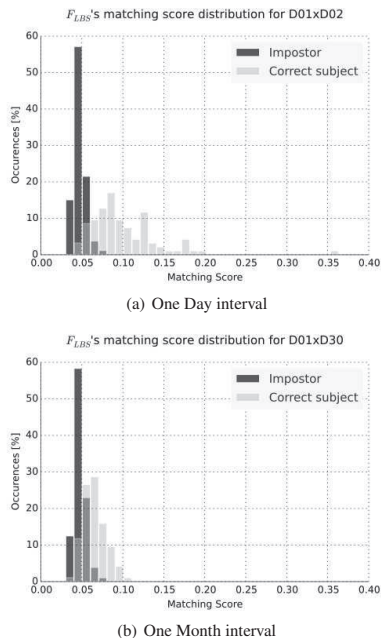 F_LBS's matching score distribution for D01xD02
60
50
40
30
20
10
0
Occurences [%]
Impostor
Correct subject
0.00 0.05 0.10 0.15 0.20 0.25 0.30 0.35 0.40
Matching Score
(a) One Day interval
F_LBS's matching score distribution for D01xD30
60
50
40
30
20
10
0
Occurences [%]
Impostor
Correct subject
0.00 0.05 0.10 0.15 0.20 0.25 0.30 0.35 0.40
Matching Score
(b) One Month interval